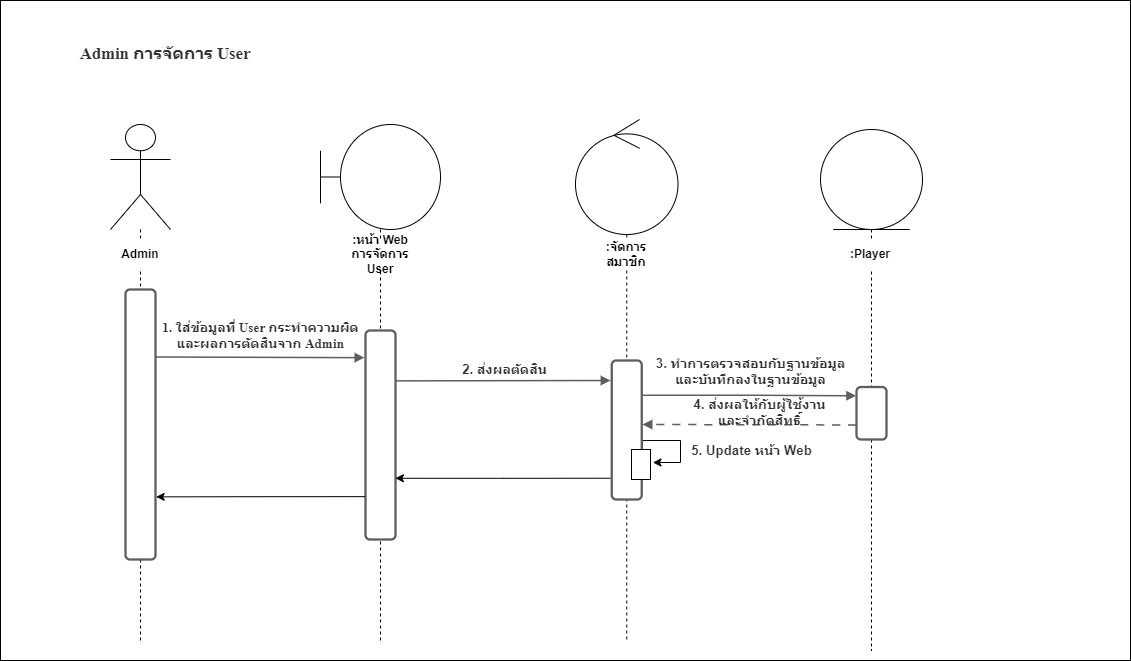 Admin การจัดการ User
Admin
:หน้า Web
การจัดการ
User
:จัดการ
สมาชิก
:Player
1. ใส่ข้อมูลที่ User กระทำความผิด
และผลการตัดสินจาก Admin
2. ส่งผลตัดสิน
3. ทำการตรวจสอบกับฐานข้อมูล
และบันทึกลงในฐานข้อมูล
4. ส่งผลให้กับผู้ใช้งาน
และจำกัดสิทธิ์
5. Update หน้า Web